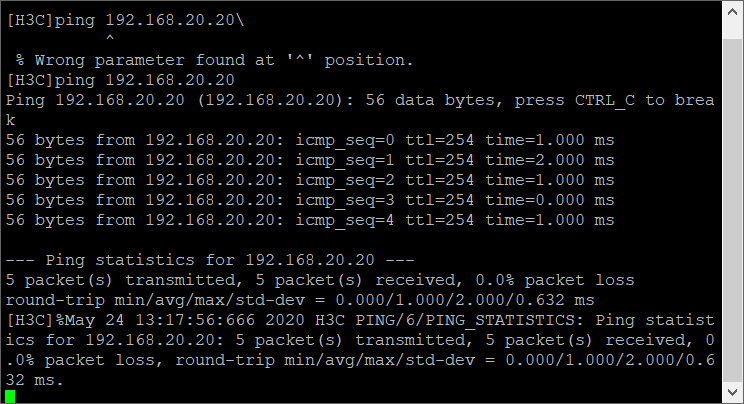 [H3C]ping 192.168.20.20\
^
% Wrong parameter found at '^' position.
[H3C]ping 192.168.20.20
Ping 192.168.20.20 (192.168.20.20): 56 data bytes, press CTRL_C to brea
k
56 bytes from 192.168.20.20: icmp_seq=0 ttl=254 time=1.000 ms
56 bytes from 192.168.20.20: icmp_seq=1 ttl=254 time=2.000 ms
56 bytes from 192.168.20.20: icmp_seq=2 ttl=254 time=1.000 ms
56 bytes from 192.168.20.20: icmp_seq=3 ttl=254 time=0.000 ms
56 bytes from 192.168.20.20: icmp_seq=4 ttl=254 time=1.000 ms
--- Ping statistics for 192.168.20.20 ---
5 packet(s) transmitted, 5 packet(s) received, 0.0% packet loss
round-trip min/avg/max/std-dev = 0.000/1.000/2.000/0.632 ms
[H3C]%May 24 13:17:56:666 2020 H3C PING/6/PING_STATISTICS: Ping statist
ics for 192.168.20.20: 5 packet(s) transmitted, 5 packet(s) received, 0
.0% packet loss, round-trip min/avg/max/std-dev = 0.000/1.000/2.000/0.6
32 ms.